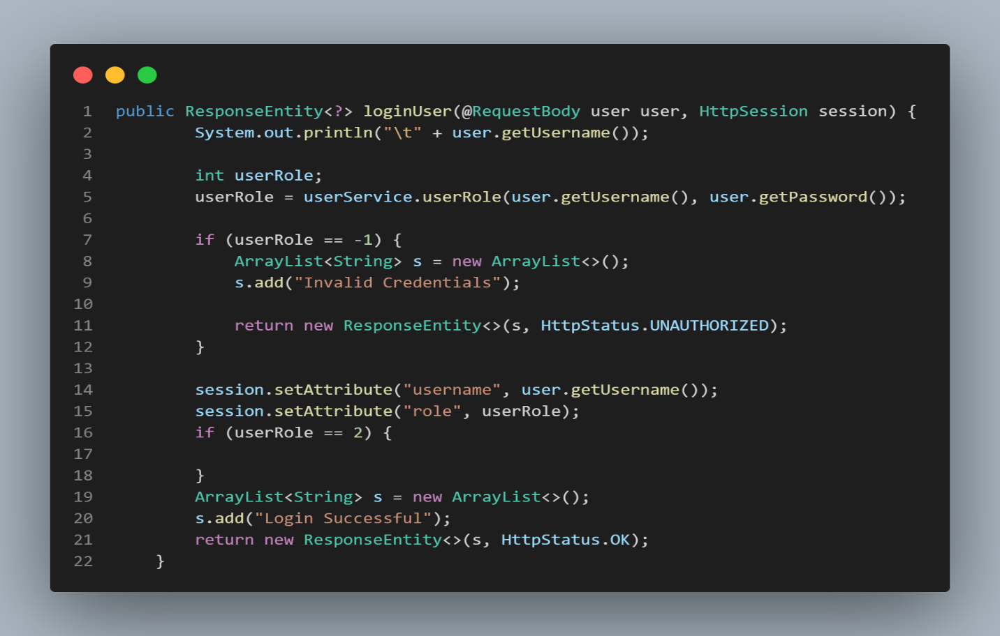 1 public ResponseEntity<?> loginUser(@RequestBody user user, HttpSession session) {
2         System.out.println("\t" + user.getUsername());
3
4         int userRole;
5         userRole = userService.userRole(user.getUsername(), user.getPassword());
6
7         if (userRole == -1) {
8             ArrayList<String> s = new ArrayList<>();
9             s.add("Invalid Credentials");
10
11             return new ResponseEntity<>(s, HttpStatus.UNAUTHORIZED);
12         }
13
14         session.setAttribute("username", user.getUsername());
15         session.setAttribute("role", userRole);
16         if (userRole == 2) {
17
18         }
19         ArrayList<String> s = new ArrayList<>();
20         s.add("Login Successful");
21         return new ResponseEntity<>(s, HttpStatus.OK);
22     }